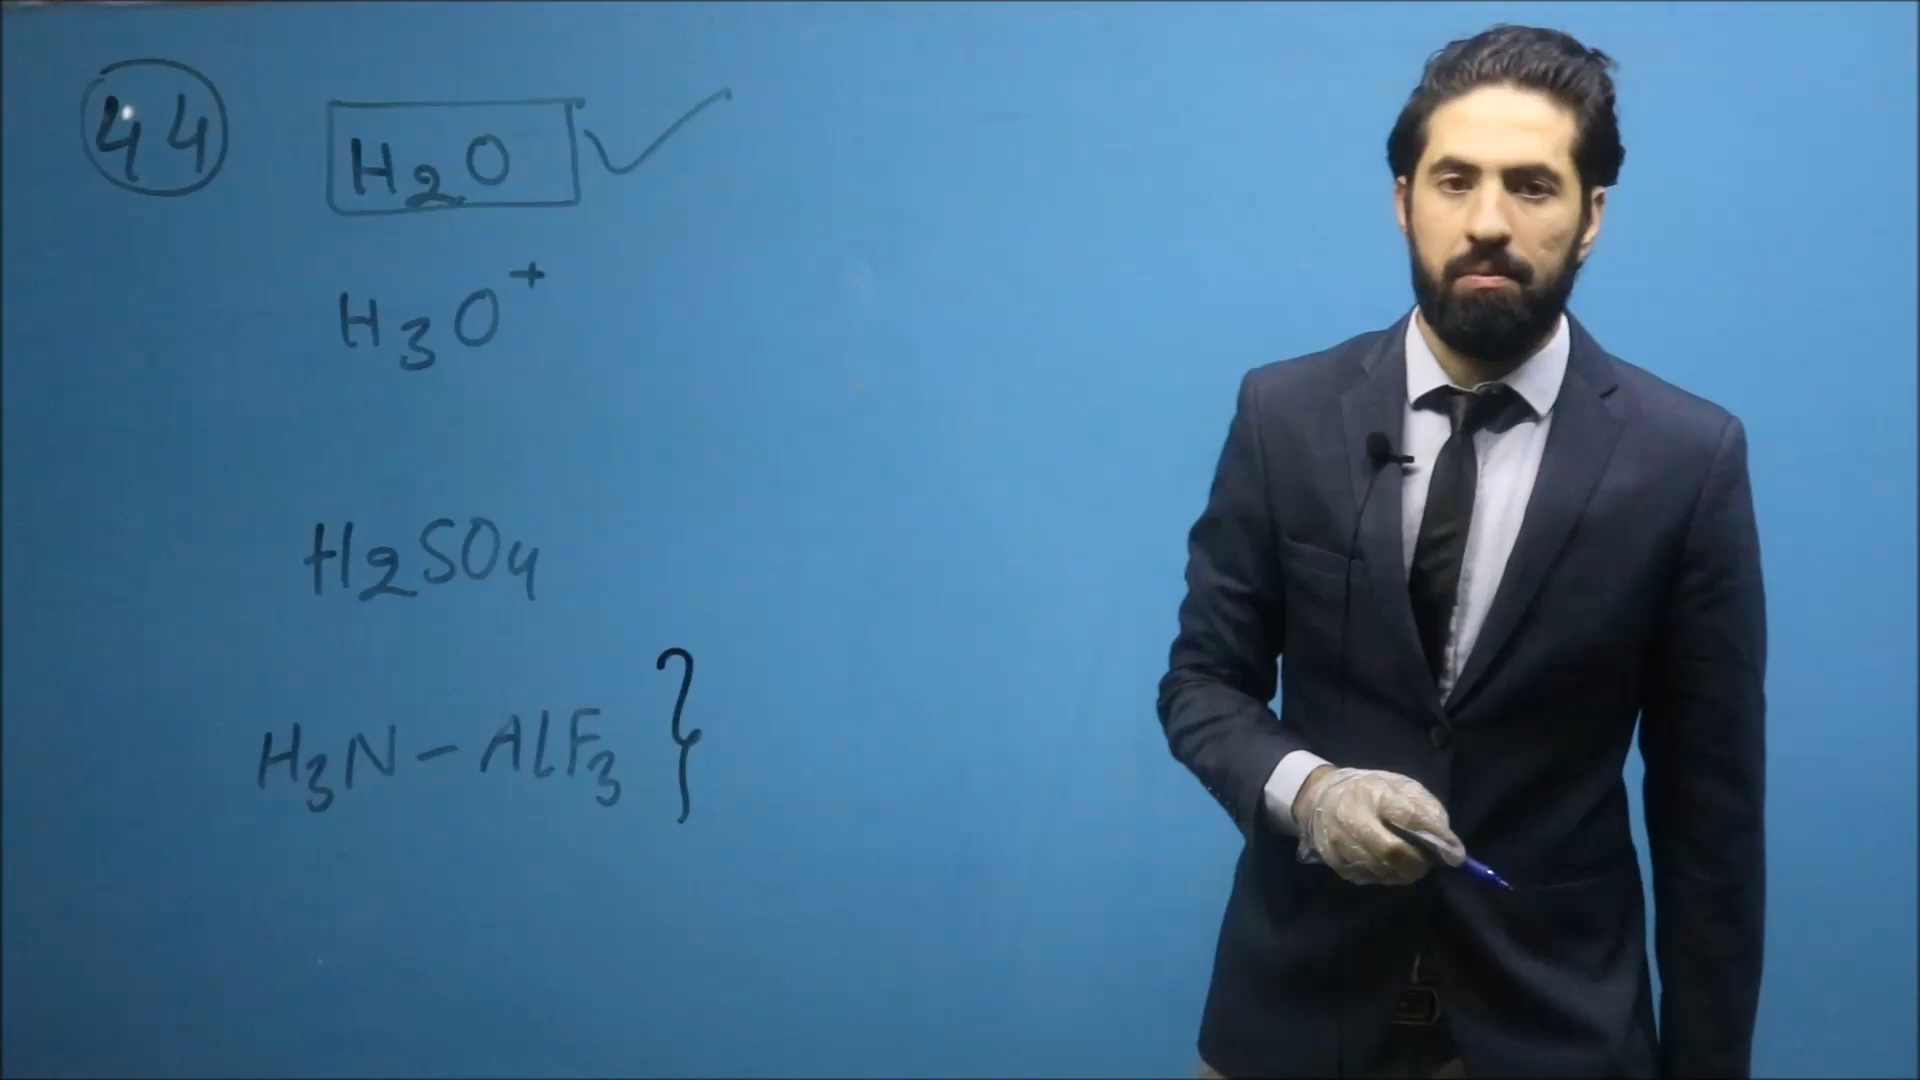 44
H₂O ✓
H₃O⁺
H₂SO₄
H₃N - AlF₃ }